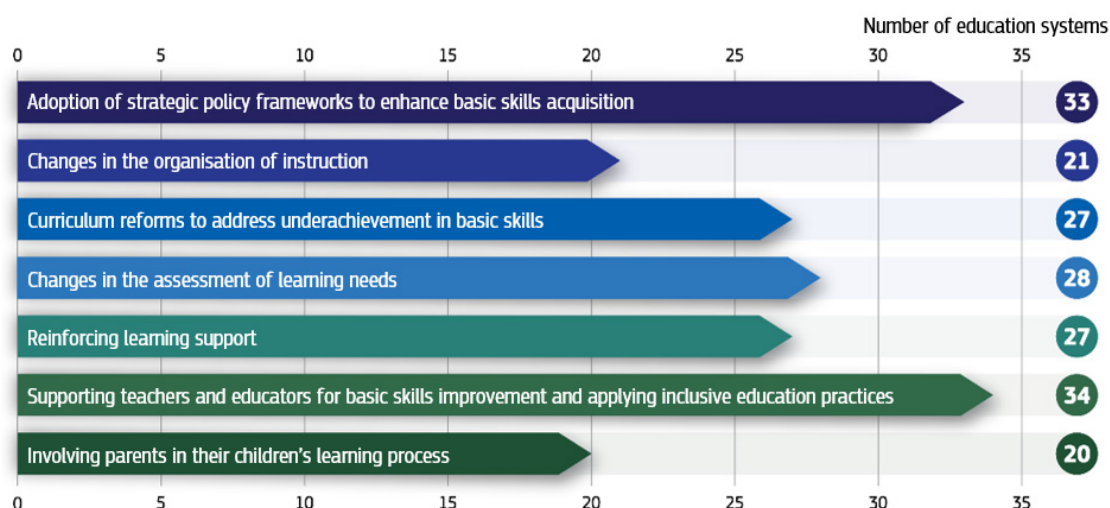 Number of education systems
0 5 10 15 20 25 30 35
Adoption of strategic policy frameworks to enhance basic skills acquisition 33
Changes in the organisation of instruction 21
Curriculum reforms to address underachievement in basic skills 27
Changes in the assessment of learning needs 28
Reinforcing learning support 27
Supporting teachers and educators for basic skills improvement and applying inclusive education practices 34
Involving parents in their children’s learning process 20
0 5 10 15 20 25 30 35